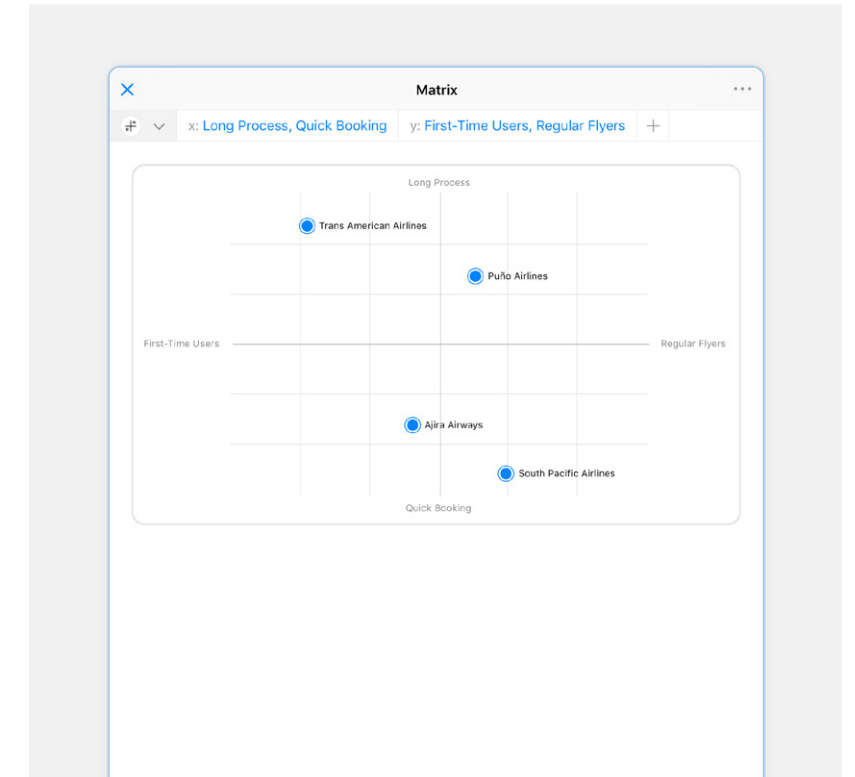 Matrix
x: Long Process, Quick Booking
y: First-Time Users, Regular Flyers
Long Process
Trans American Airlines
Puño Airlines
First-Time Users
Regular Flyers
Ajira Airways
South Pacific Airlines
Quick Booking